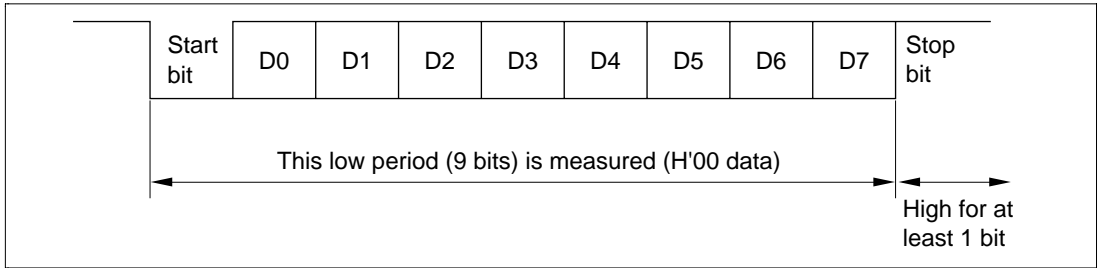 Start
bit
D0
D1
D2
D3
D4
D5
D6
D7
Stop
bit
This low period (9 bits) is measured (H'00 data)
High for at
least 1 bit